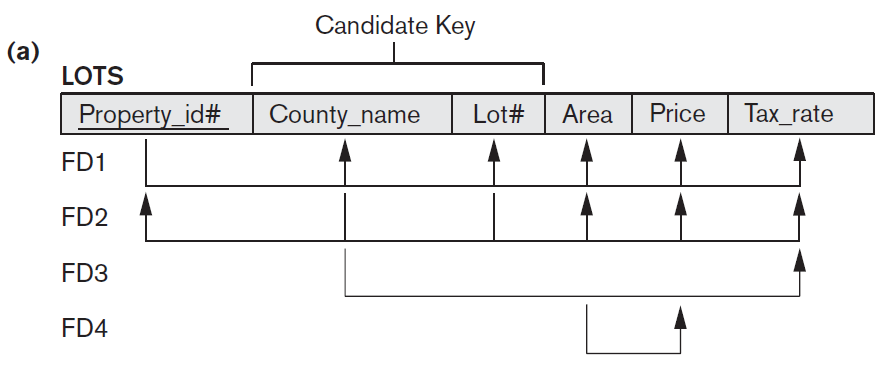 Candidate Key
(a)
LOTS
Property_id# County_name Lot# Area Price Tax_rate
FD1
FD2
FD3
FD4